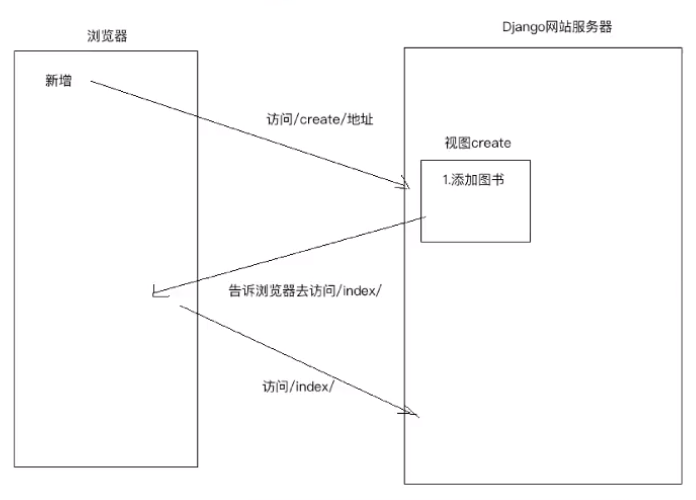 浏览器
Django网站服务器
新增
访问/create/地址
视图create
1.添加图书
告诉浏览器去访问/index/
访问/index/